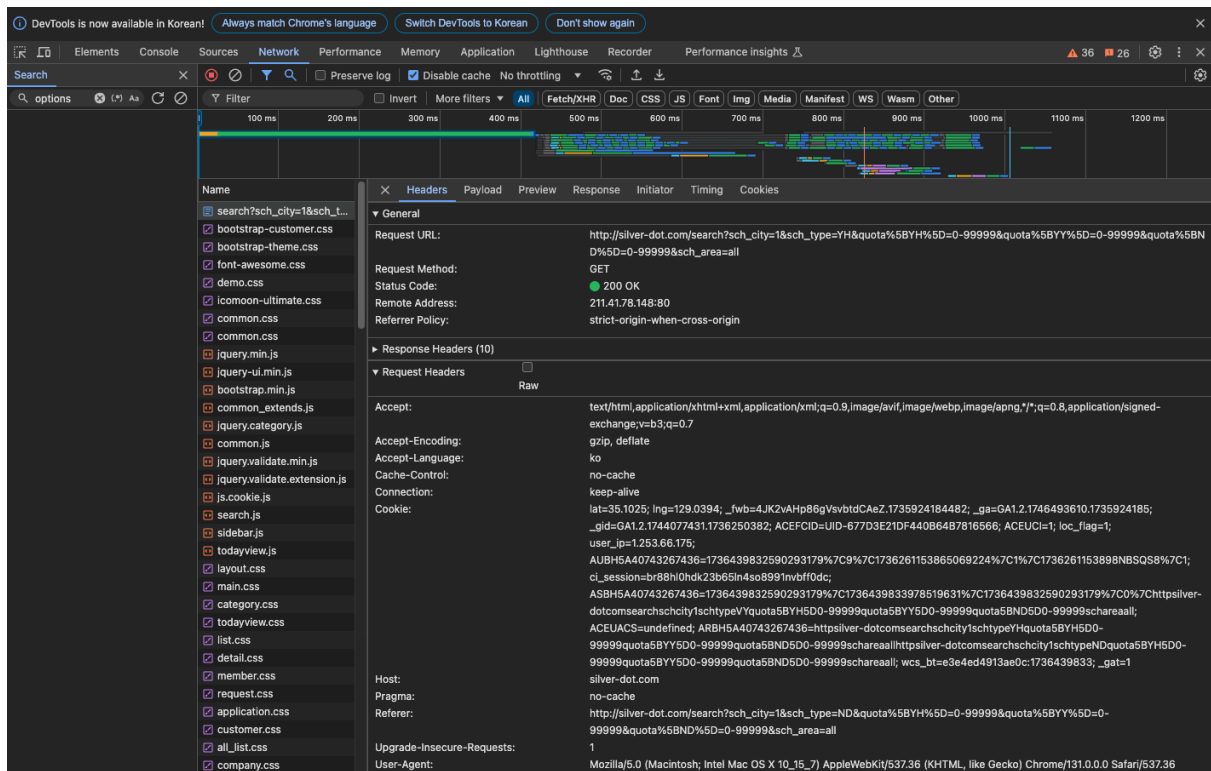 DevTools is now available in Korean! Always match Chrome's language Switch DevTools to Korean Don't show again
Elements Console Sources Network Performance Memory Application Lighthouse Recorder Performance insights 36 26
Search Preserve log Disable cache No throttling
options (.*) Aa Filter Invert More filters All Fetch/XHR Doc CSS JS Font Img Media Manifest WS Wasm Other
100 ms 200 ms 300 ms 400 ms 500 ms 600 ms 700 ms 800 ms 900 ms 1000 ms 1100 ms 1200 ms
Name
search?sch_city=1&sch_t...
bootstrap-customer.css
bootstrap-theme.css
font-awesome.css
demo.css
icomoon-ultimate.css
common.css
common.css
jquery.min.js
jquery-ui.min.js
bootstrap.min.js
common_extends.js
jquery.category.js
common.js
jquery.validate.min.js
jquery.validate.extension.js
js.cookie.js
search.js
sidebar.js
todayview.js
layout.css
main.css
category.css
todayview.css
list.css
detail.css
member.css
request.css
application.css
customer.css
all_list.css
company.css
Headers Payload Preview Response Initiator Timing Cookies
General
Request URL: http://silver-dot.com/search?sch_city=1&sch_type=YH&quota%5BYH%5D=0-99999&quota%5BYY%5D=0-99999&quota%5BN
D%5D=0-99999&sch_area=all
Request Method: GET
Status Code: 200 OK
Remote Address: 211.41.78.148:80
Referrer Policy: strict-origin-when-cross-origin
Response Headers (10)
Request Headers
Raw
Accept: text/html,application/xhtml+xml,application/xml;q=0.9,image/avif,image/webp,image/apng,*/*;q=0.8,application/signed-
exchange;v=b3;q=0.7
Accept-Encoding: gzip, deflate
Accept-Language: ko
Cache-Control: no-cache
Connection: keep-alive
Cookie: lat=35.1025; lng=129.0394; _fwb=4JK2vAHp86gVsvbtdCAeZ.1735924184482; _ga=GA1.2.1746493610.1735924185;
_gid=GA1.2.1744077431.1736250382; ACEFCID=UID-677D3E21DF440B64B7816566; ACEUCI=1; loc_flag=1;
user_ip=1.253.66.175;
AUBH5A40743267436=1736439832590293179%7C9%7C1736261153865069224%7C1%7C1736261153898NBSQS8%7C1;
ci_session=br88hl0hdk23b65ln4so8991nvbff0dc;
ASBH5A40743267436=1736439832590293179%7C1736439833978519631%7C1736439832590293179%7C0%7Chttpsilver-
dotcomsearchschcity1schtypeVYquota5BYH5D0-99999quota5BYY5D0-99999quota5BND5D0-99999schareaall;
ACEUACS=undefined; ARBH5A40743267436=httpsilver-dotcomsearchschcity1schtypeYHquota5BYH5D0-
99999quota5BYY5D0-99999quota5BND5D0-99999schareaallhttpsilver-dotcomsearchschcity1schtypeNDquota5BYH5D0-
99999quota5BYY5D0-99999quota5BND5D0-99999schareaall; wcs_bt=e3e4ed4913ae0c:1736439833; _gat=1
Host: silver-dot.com
Pragma: no-cache
Referer: http://silver-dot.com/search?sch_city=1&sch_type=ND&quota%5BYH%5D=0-99999&quota%5BYY%5D=0-
99999&quota%5BND%5D=0-99999&sch_area=all
Upgrade-Insecure-Requests: 1
User-Agent: Mozilla/5.0 (Macintosh; Intel Mac OS X 10_15_7) AppleWebKit/537.36 (KHTML, like Gecko) Chrome/131.0.0.0 Safari/537.36